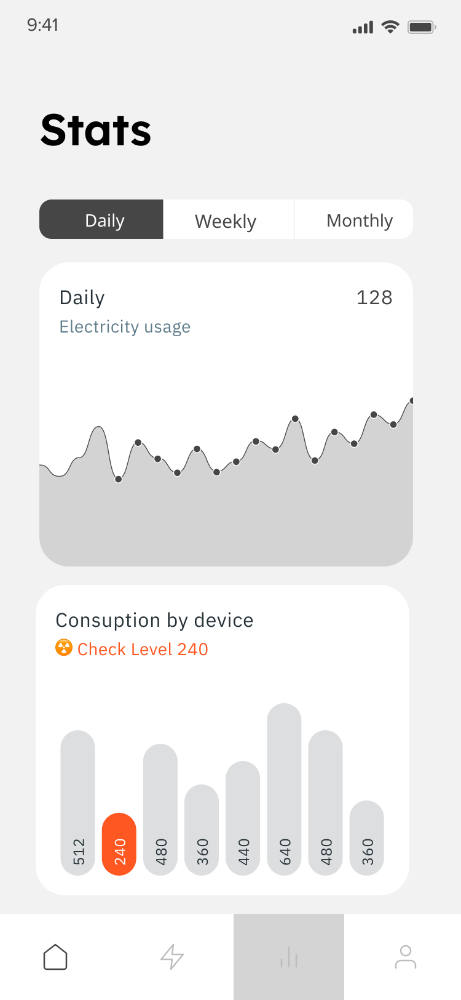 9:41
Stats
Daily Weekly Monthly
Daily 128
Electricity usage
Consuption by device
Check Level 240
512 240 480 360 440 640 480 360